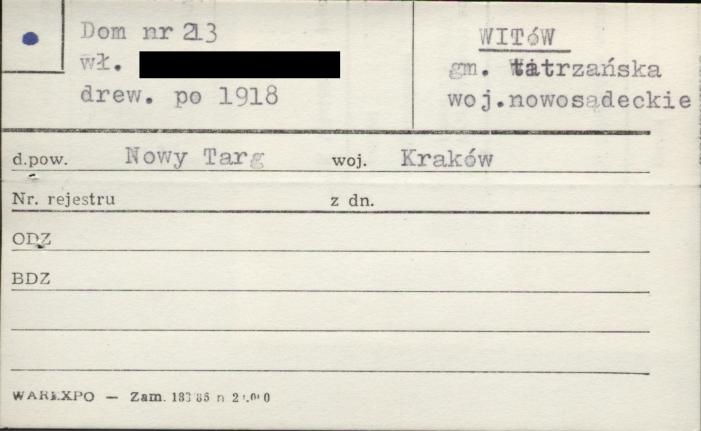 Dom nr 213
wł.
drew. po 1918
WITÓW
gm. tatrzańska
woj.nowosądeckie
d.pow. Nowy Targ woj. Kraków
Nr. rejestru z dn.
ODZ
BDZ
WAREXPO — Zam.